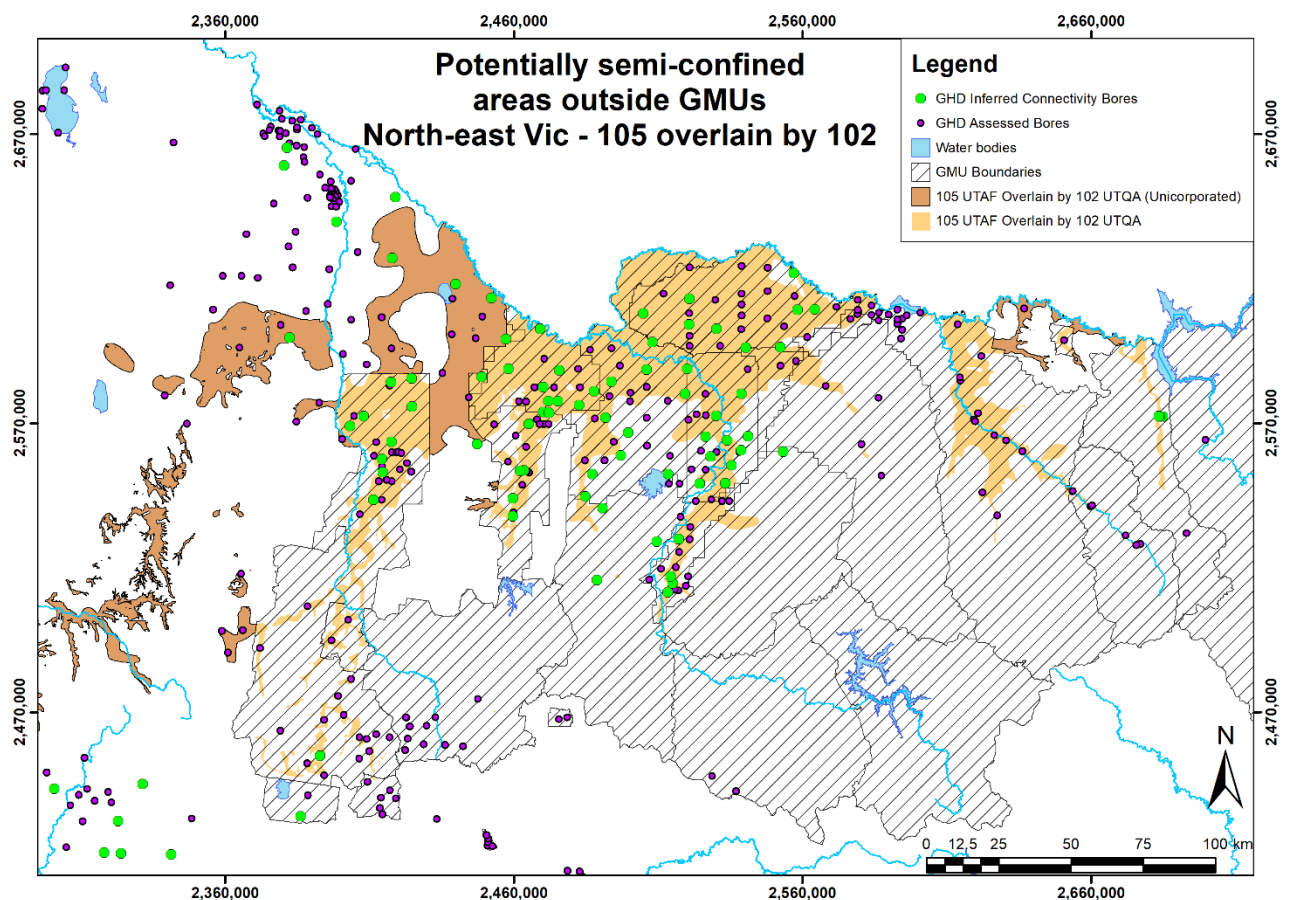 2,360,000
2,460,000
2,560,000
2,660,000
Potentially semi-confined
areas outside GMUs
North-east Vic - 105 overlain by 102
Legend
GHD Inferred Connectivity Bores
GHD Assessed Bores
Water bodies
GMU Boundaries
105 UTAF Overlain by 102 UTQA (Unicorporated)
105 UTAF Overlain by 102 UTQA
2,670,000
2,670,000
2,570,000
2,570,000
2,470,000
2,470,000
N
0 12,5 25 50 75 100 km
2,360,000
2,460,000
2,560,000
2,660,000